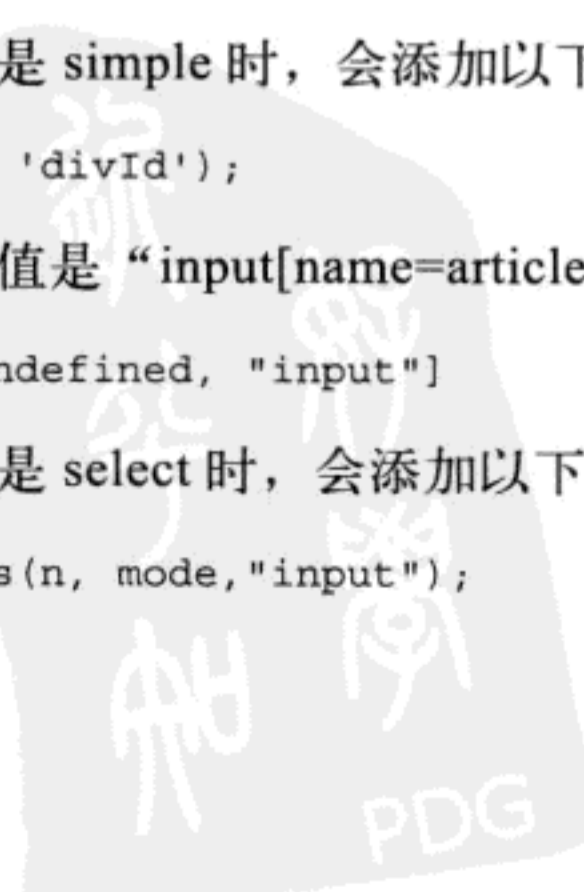 是 simple 时，会添加以下
'divId');
值是“input[name=article
ndefined, "input"]
是 select 时，会添加以下
s(n, mode,"input");
PDG